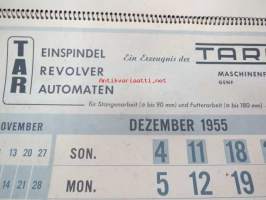 TAR
EINSPINDEL
REVOLVER
AUTOMATEN
Ein Erzeugnis der TAR
MASCHINENF
GENF
für Stangenarbeit (ø bis 90 mm) und Futterarbeit (ø bis 180 mm)
OVEMBER
DEZEMBER 1955
13 20 27 SON. 4 11 18
14 21 28 MON. 5 12 19
Antikvariaatti.net